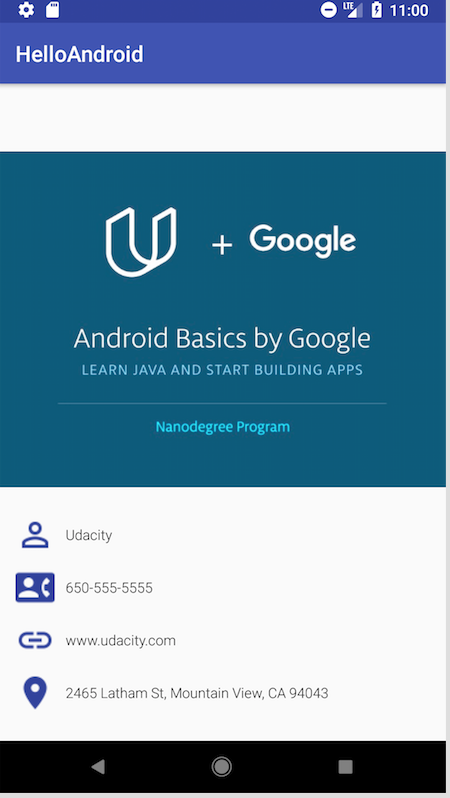 LTE 11:00
HelloAndroid
+ Google
Android Basics by Google
LEARN JAVA AND START BUILDING APPS
Nanodegree Program
Udacity
650-555-5555
www.udacity.com
2465 Latham St, Mountain View, CA 94043